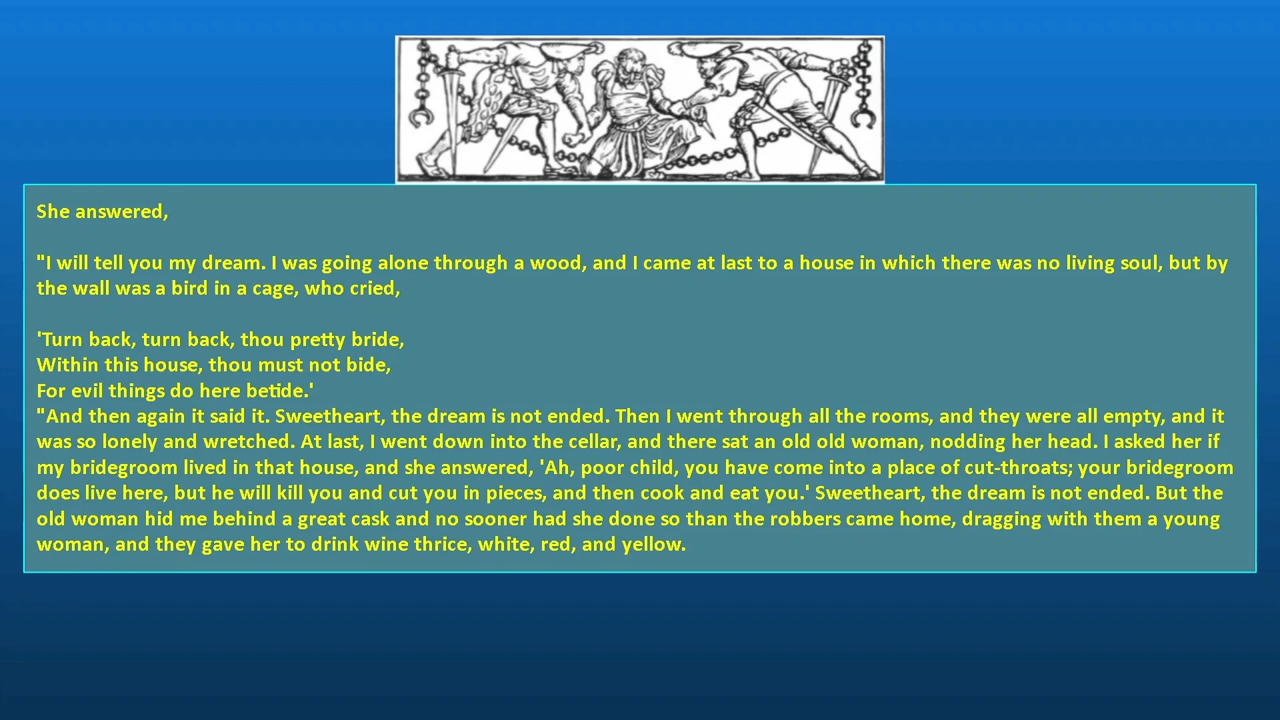 She answered,
"I will tell you my dream. I was going alone through a wood, and I came at last to a house in which there was no living soul, but by
the wall was a bird in a cage, who cried,
'Turn back, turn back, thou pretty bride,
Within this house, thou must not bide,
For evil things do here betide.'
"And then again it said it. Sweetheart, the dream is not ended. Then I went through all the rooms, and they were all empty, and it
was so lonely and wretched. At last, I went down into the cellar, and there sat an old old woman, nodding her head. I asked her if
my bridegroom lived in that house, and she answered, 'Ah, poor child, you have come into a place of cut-throats; your bridegroom
does live here, but he will kill you and cut you in pieces, and then cook and eat you.' Sweetheart, the dream is not ended. But the
old woman hid me behind a great cask and no sooner had she done so than the robbers came home, dragging with them a young
woman, and they gave her to drink wine thrice, white, red, and yellow.